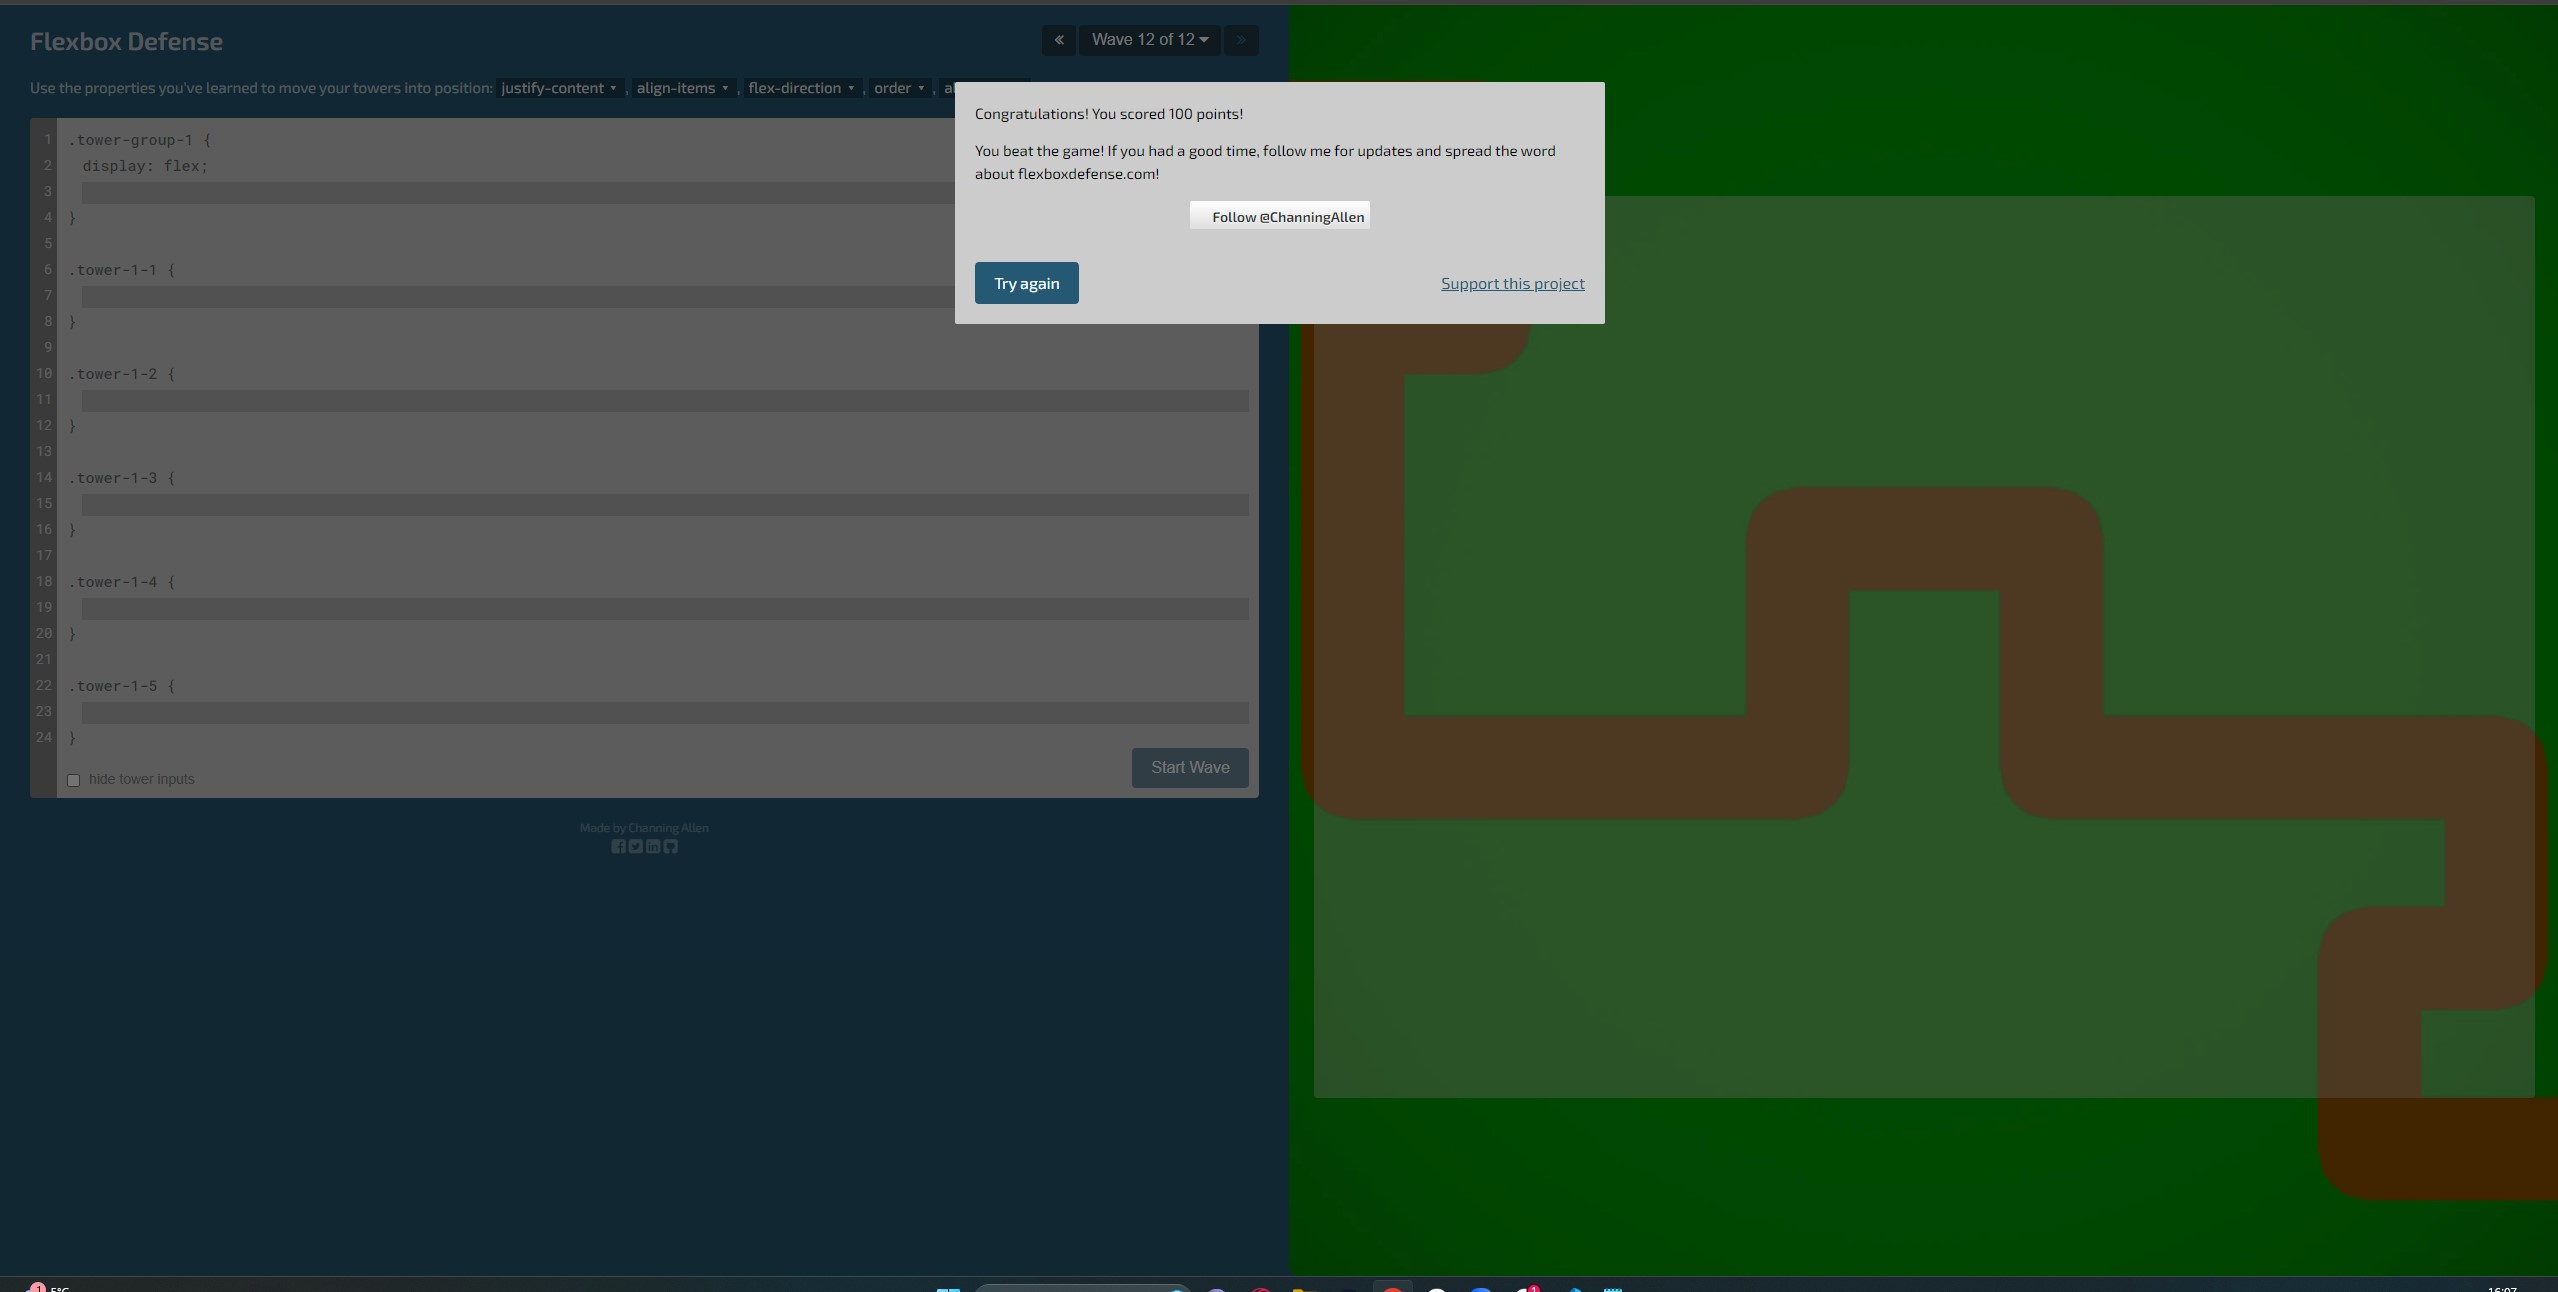 Flexbox Defense
«
Wave 12 of 12
»
Use the properties you've learned to move your towers into position: justify-content , align-items , flex-direction , order ,
Congratulations! You scored 100 points!
You beat the game! If you had a good time, follow me for updates and spread the word
about flexboxdefense.com!
Follow @ChanningAllen
Try again
Support this project
1 .tower-group-1 {
2 display: flex;
3
4 }
5
6 .tower-1-1 {
7
8 }
9
10 .tower-1-2 {
11
12 }
13
14 .tower-1-3 {
15
16 }
17
18 .tower-1-4 {
19
20 }
21
22 .tower-1-5 {
23
24 }
hide tower inputs
Start Wave
Made by Channing Allen